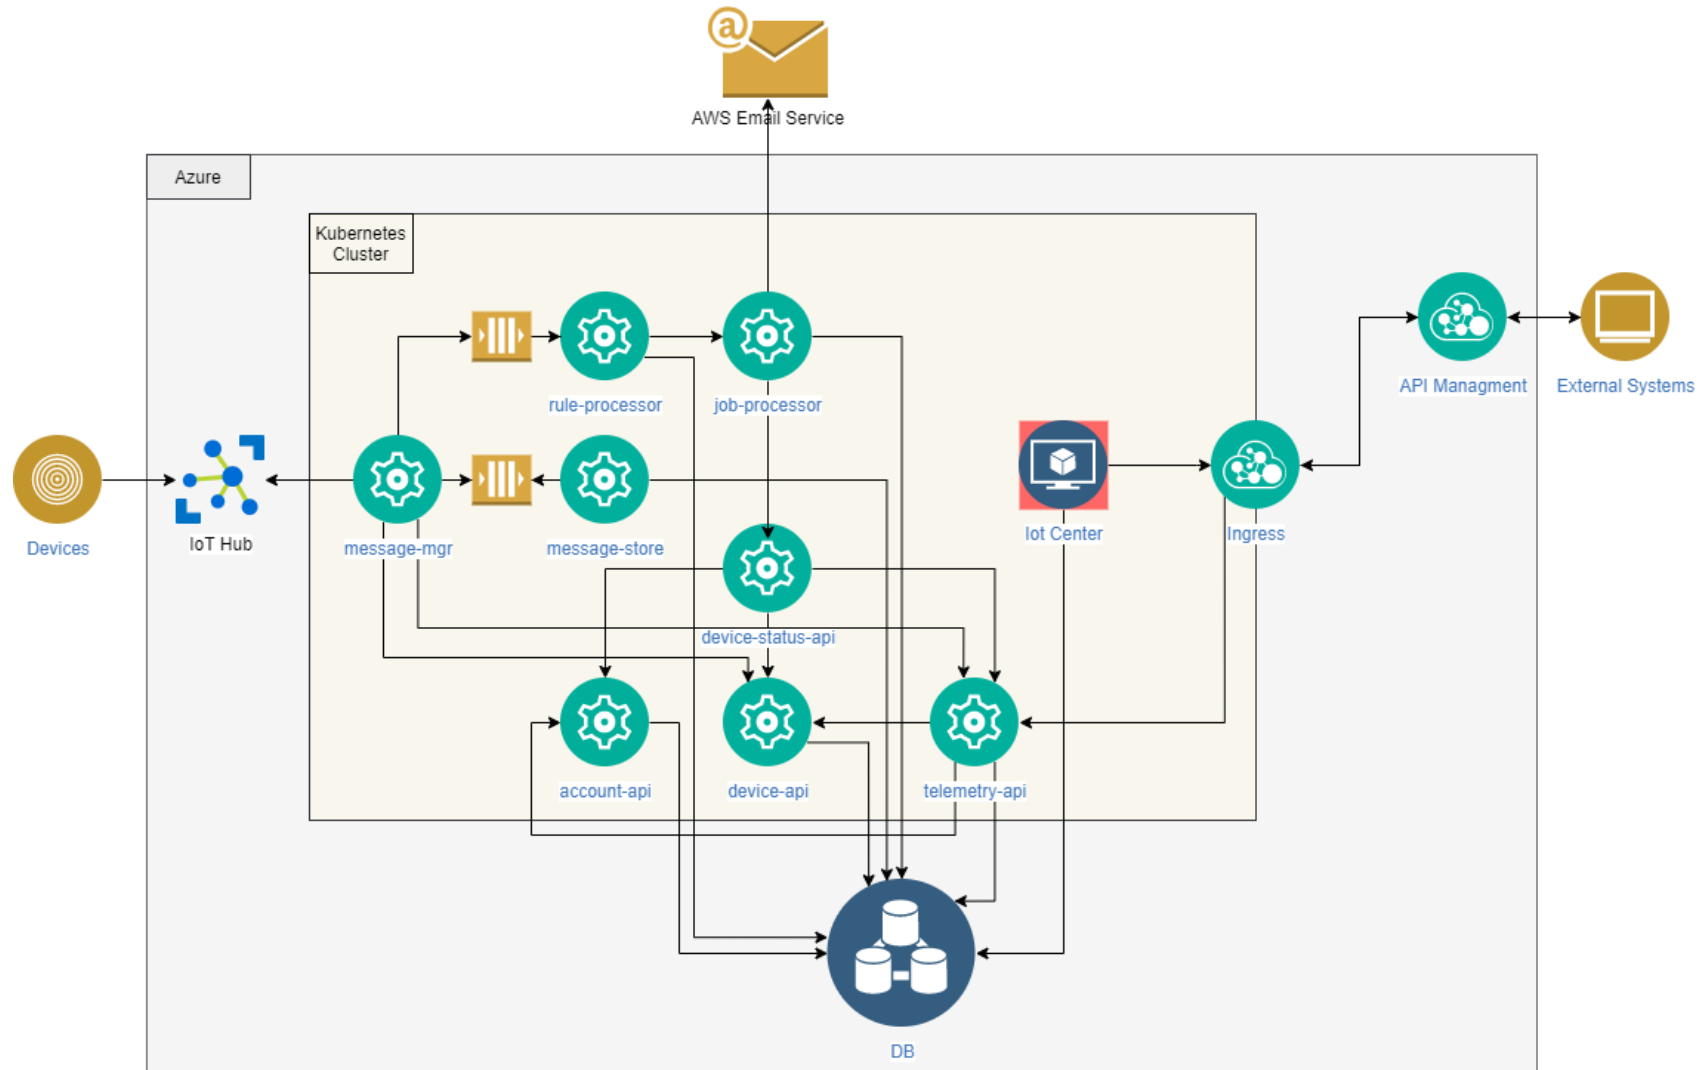 @
AWS Email Service
Azure
Kubernetes
Cluster
rule-processor
job-processor
API Managment
External Systems
Devices
IoT Hub
message-mgr
message-store
Iot Center
Ingress
device-status-api
account-api
device-api
telemetry-api
DB